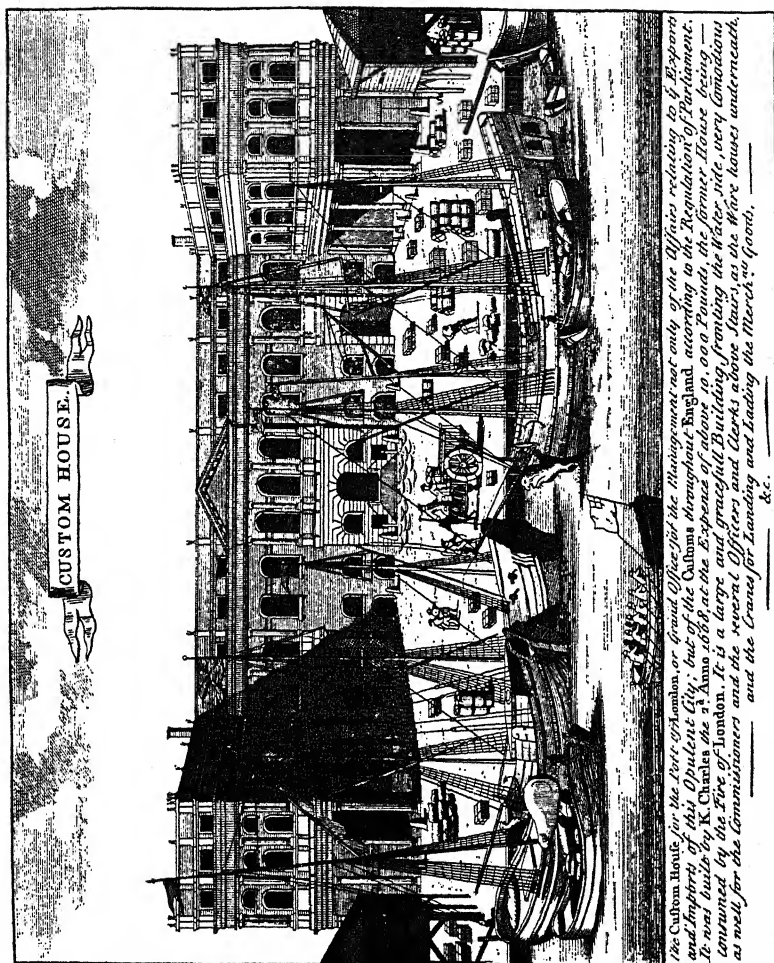 CUSTOM HOUSE.
The Custom House for the Port of London, or Grand Office for the Management not only of the Affairs relating to yͤ Exports
and Imports of this Opulent City; but of the Customs throughout England according to the Regulation of Parliament.
It was built by K. Charles the 2ᵈ. Anno 1668, at the Expence of above 10,000 Pounds, the former House being —
consumed by the Fire of London. It is a large and graceful Building fronting the Water side, very Comodious
as well for the Commissioners and the several Officers and Clerks above Stairs, as the Ware houses underneath,
and the Cranes for Landing and Lading the Merchᵗˢ Goods,
&c.